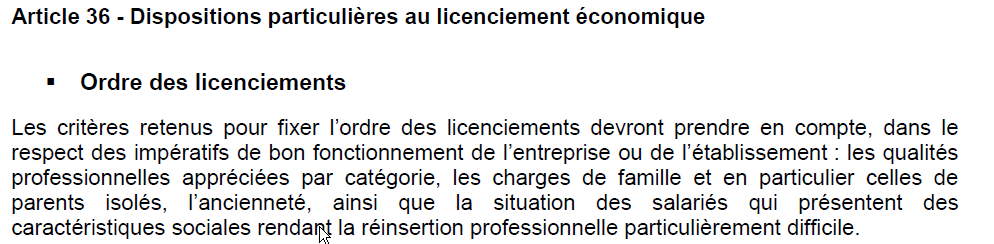 Article 36 - Dispositions particulières au licenciement économique
▪ Ordre des licenciements
Les critères retenus pour fixer l’ordre des licenciements devront prendre en compte, dans le
respect des impératifs de bon fonctionnement de l’entreprise ou de l’établissement : les qualités
professionnelles appréciées par catégorie, les charges de famille et en particulier celles de
parents isolés, l’ancienneté, ainsi que la situation des salariés qui présentent des
caractéristiques sociales rendant la réinsertion professionnelle particulièrement difficile.